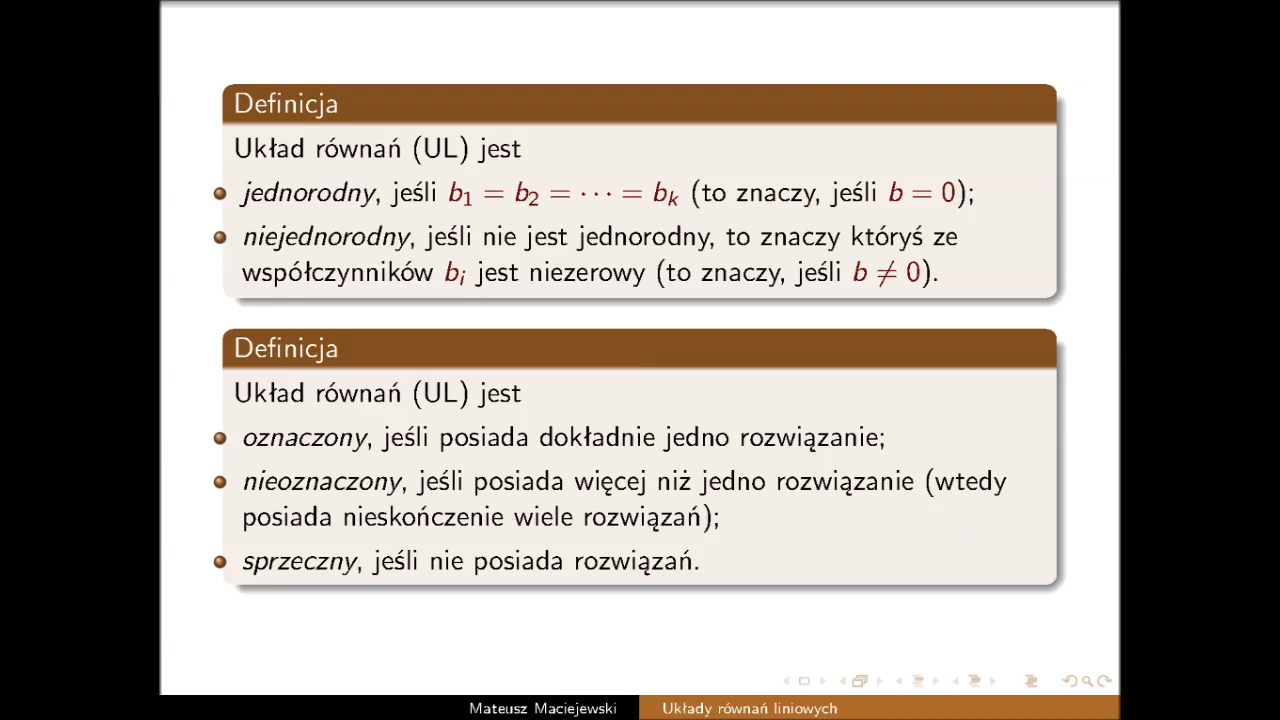 Definicja
Układ równań (UL) jest
jednorodny, jeśli b₁ = b₂ = ⋯ = bₖ (to znaczy, jeśli b = 0);
niejednorodny, jeśli nie jest jednorodny, to znaczy któryś ze
współczynników bᵢ jest niezerowy (to znaczy, jeśli b ≠ 0).
Definicja
Układ równań (UL) jest
oznaczony, jeśli posiada dokładnie jedno rozwiązanie;
nieoznaczony, jeśli posiada więcej niż jedno rozwiązanie (wtedy
posiada nieskończenie wiele rozwiązań);
sprzeczny, jeśli nie posiada rozwiązań.
Mateusz Maciejewski Układy równań liniowych